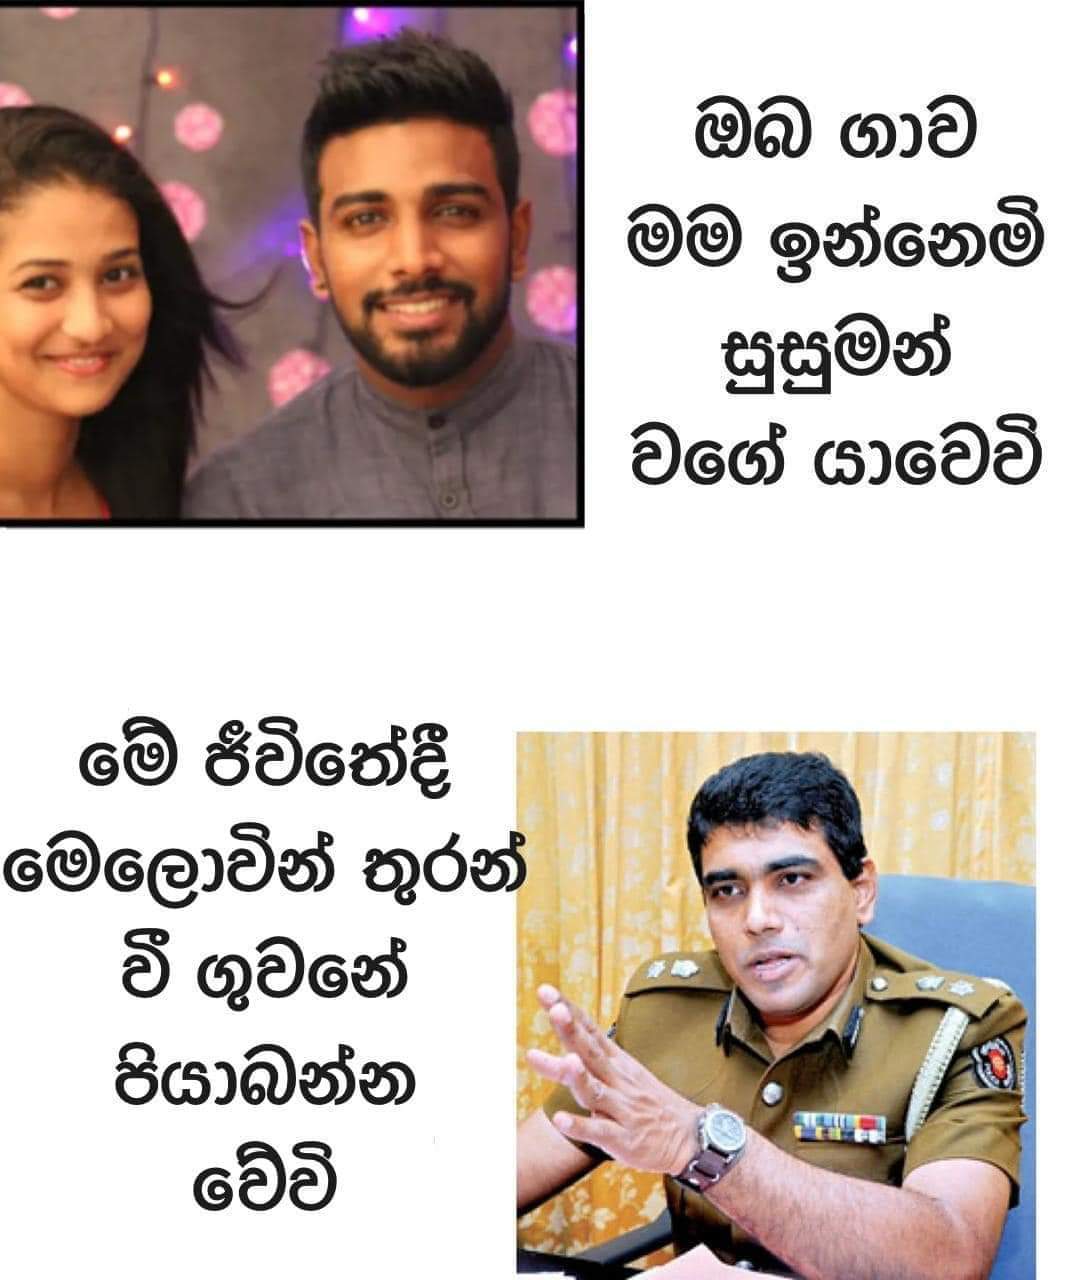 ඔබ ගාව
මම ඉන්නෙමි
සුසුමන්
වගේ යාවෙවි
මේ ජීවිතේදී
මෙලොවින් තුරන්
වී ගුවනේ
පියාබන්න
වේවි